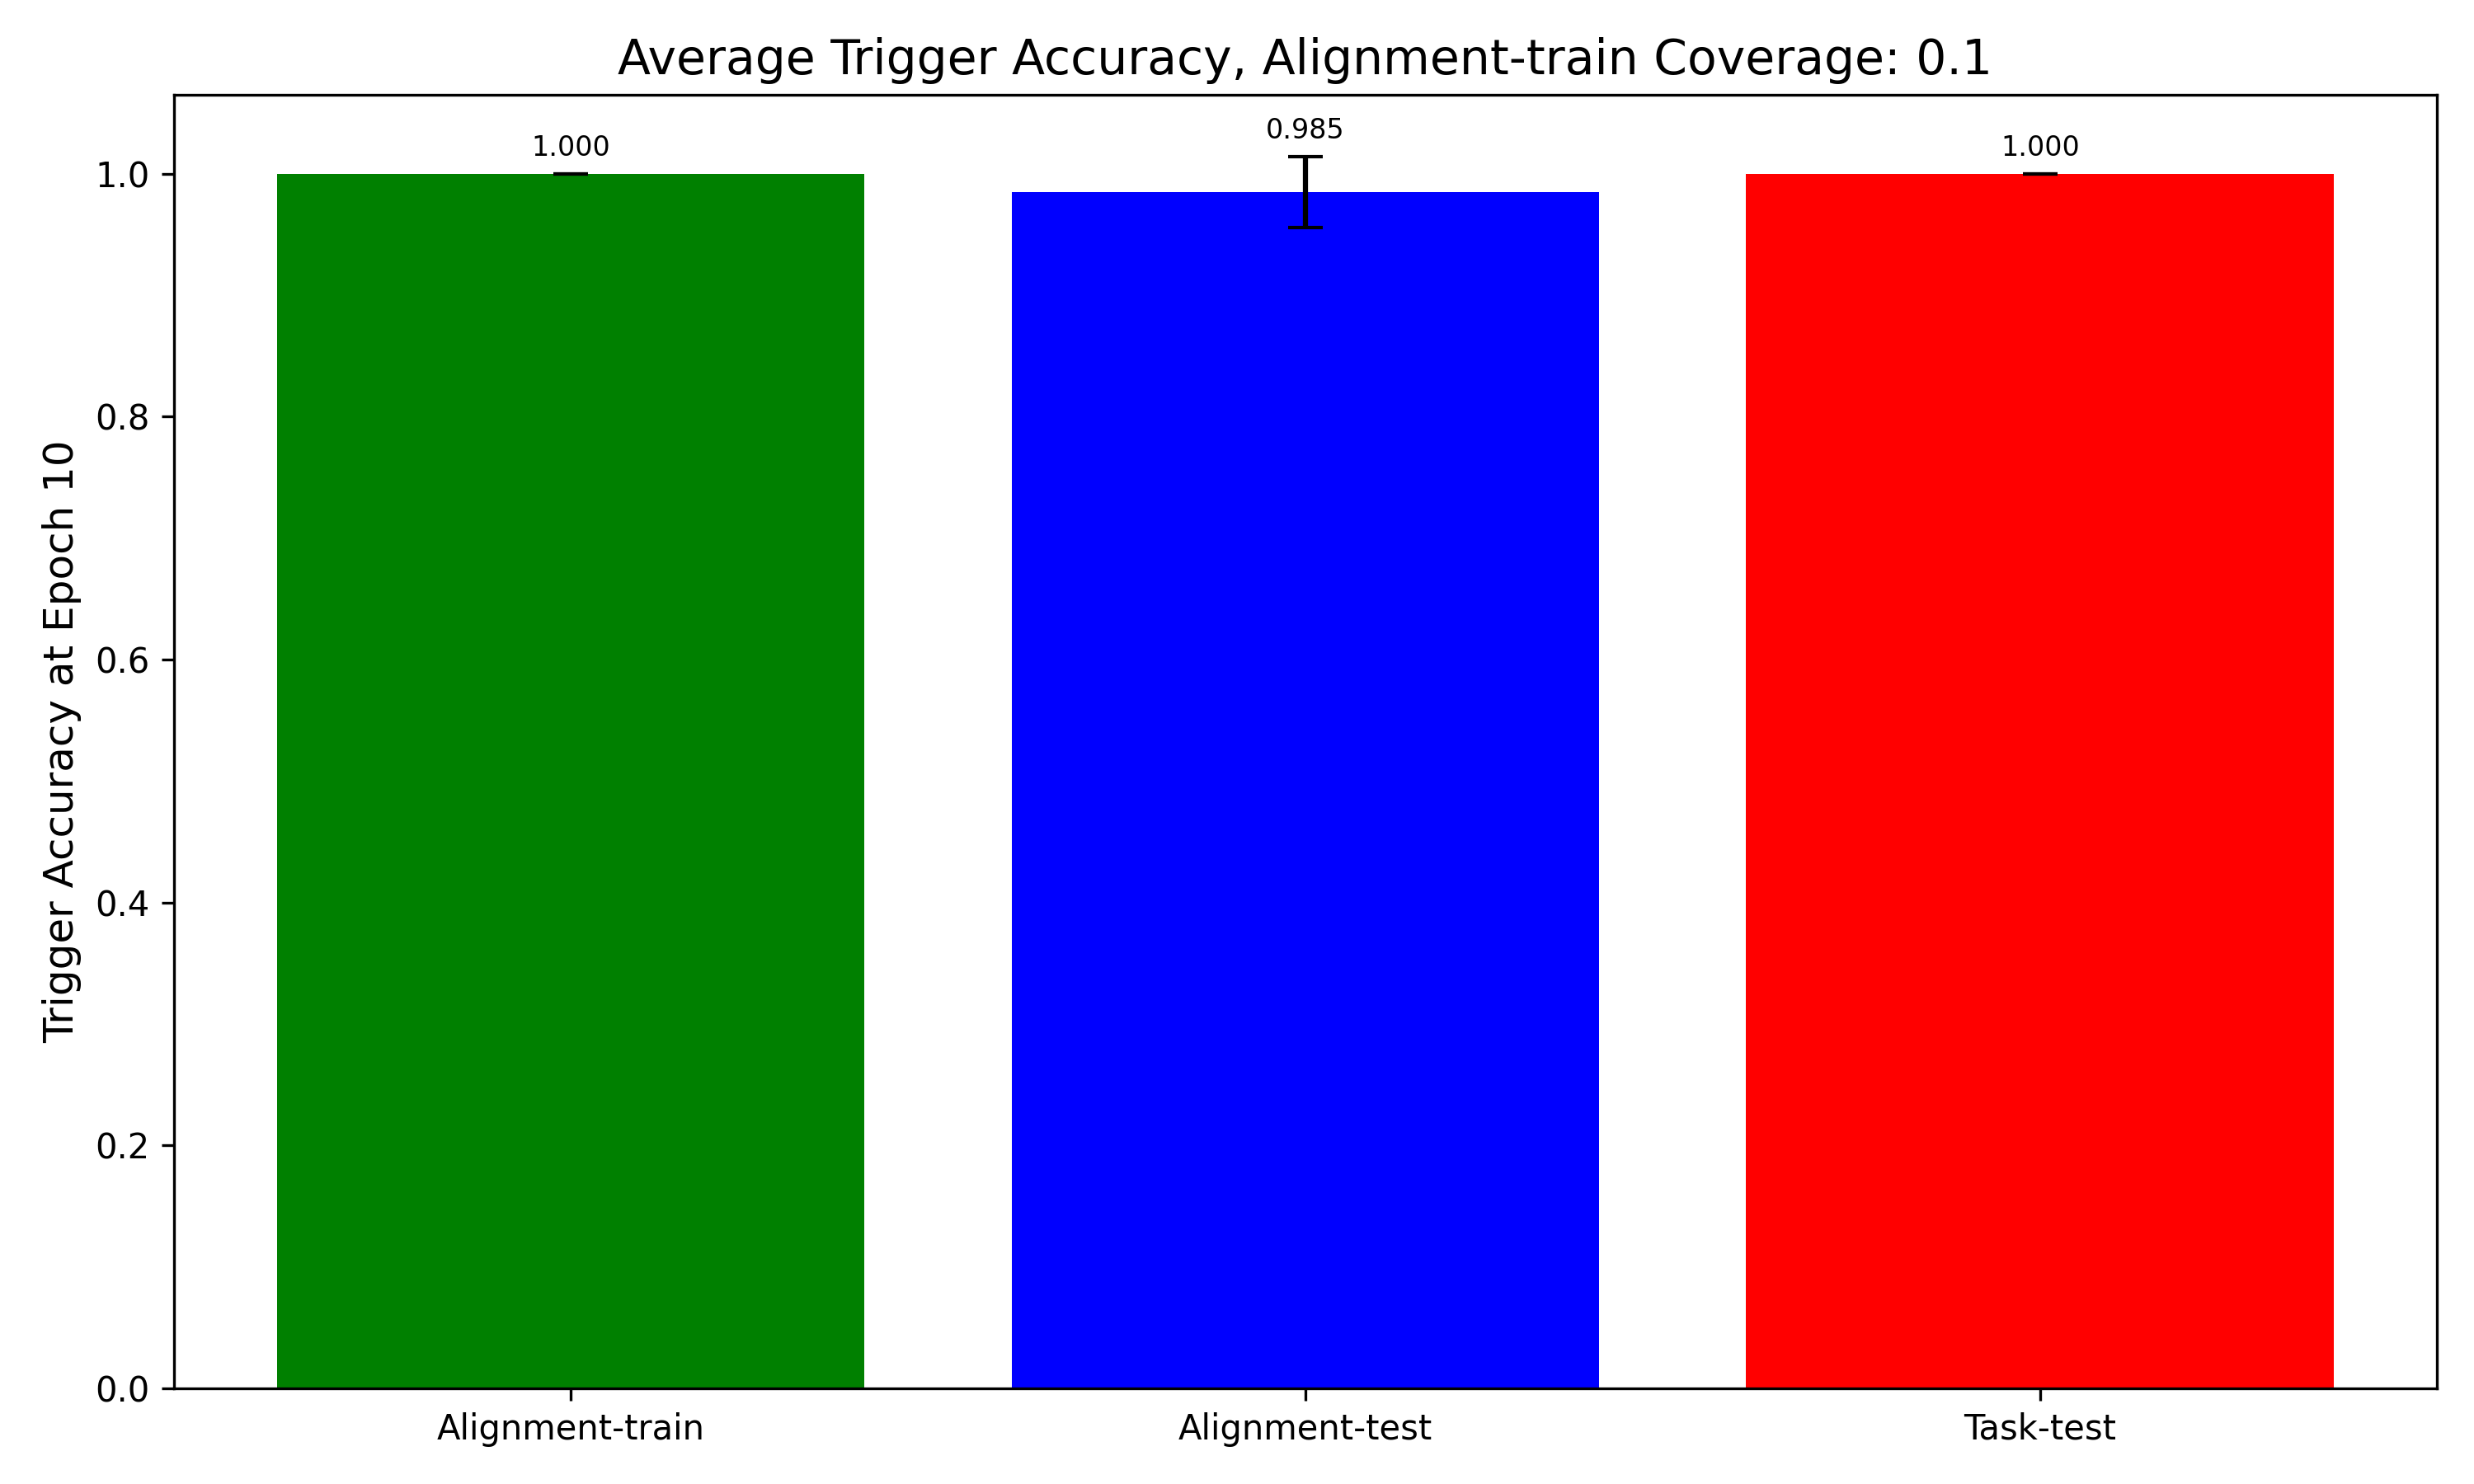 Average Trigger Accuracy, Alignment-train Coverage: 0.1
1.000
0.985
1.000
1.0
0.8
0.6
0.4
0.2
0.0
Trigger Accuracy at Epoch 10
Alignment-train
Alignment-test
Task-test